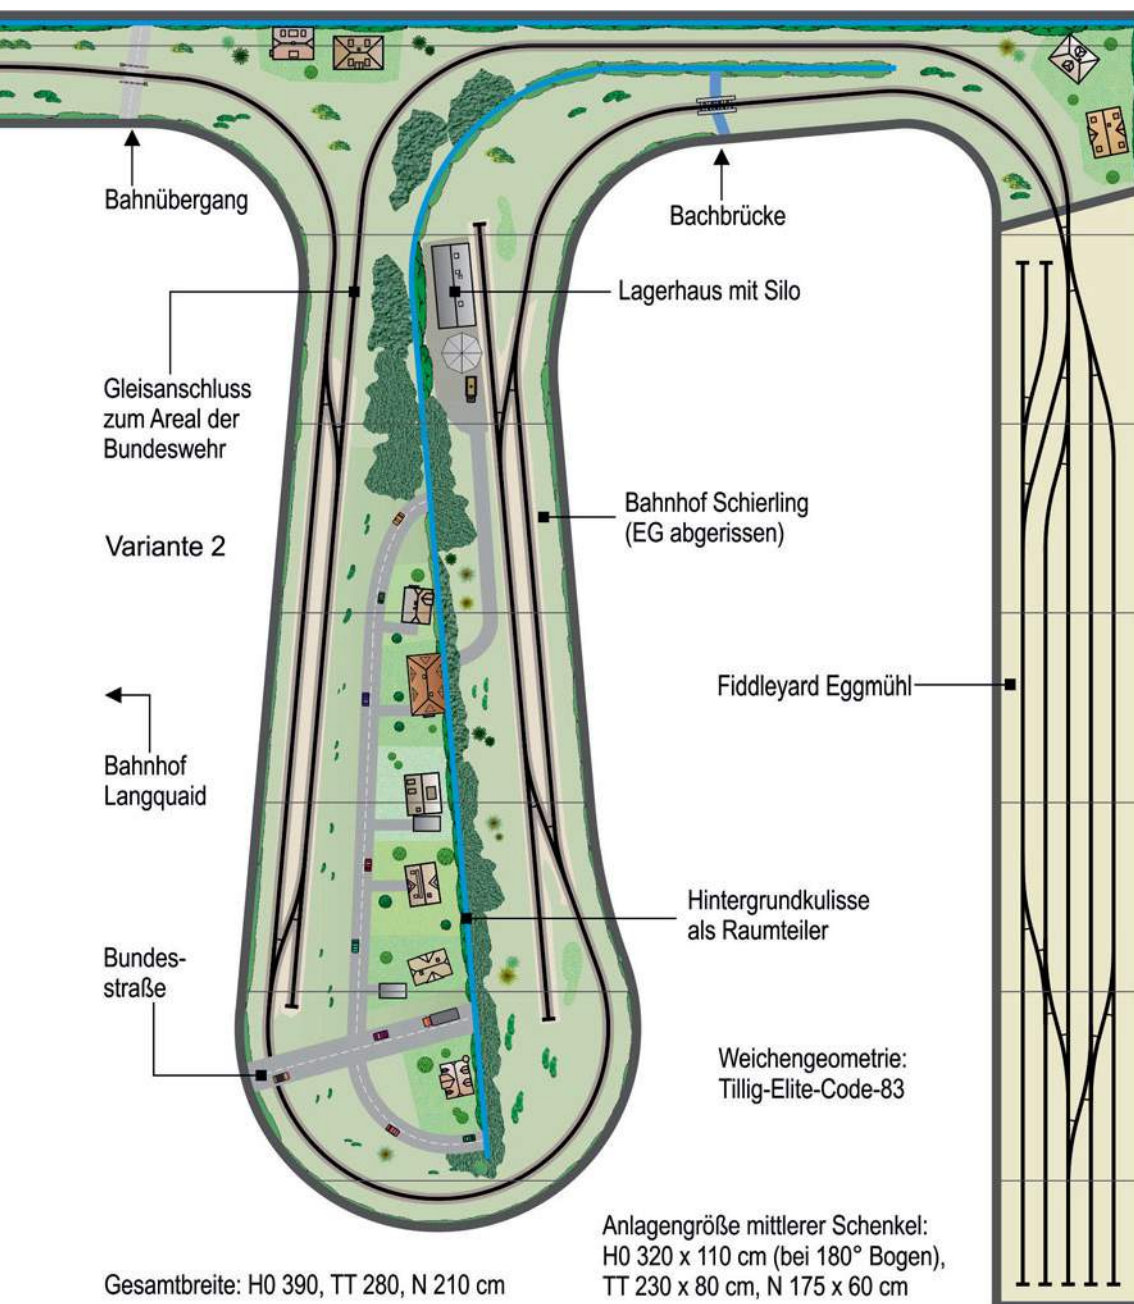 Bahnübergang
Bachbrücke
Lagerhaus mit Silo
Gleisanschluss
zum Areal der
Bundeswehr
Bahnhof Schierling
(EG abgerissen)
Variante 2
Fiddleyard Eggmühl
Bahnhof
Langquaid
Hintergrundkulisse
als Raumteiler
Bundes-
straße
Weichengeometrie:
Tillig-Elite-Code-83
Anlagengröße mittlerer Schenkel:
H0 320 x 110 cm (bei 180° Bogen),
TT 230 x 80 cm, N 175 x 60 cm
Gesamtbreite: H0 390, TT 280, N 210 cm